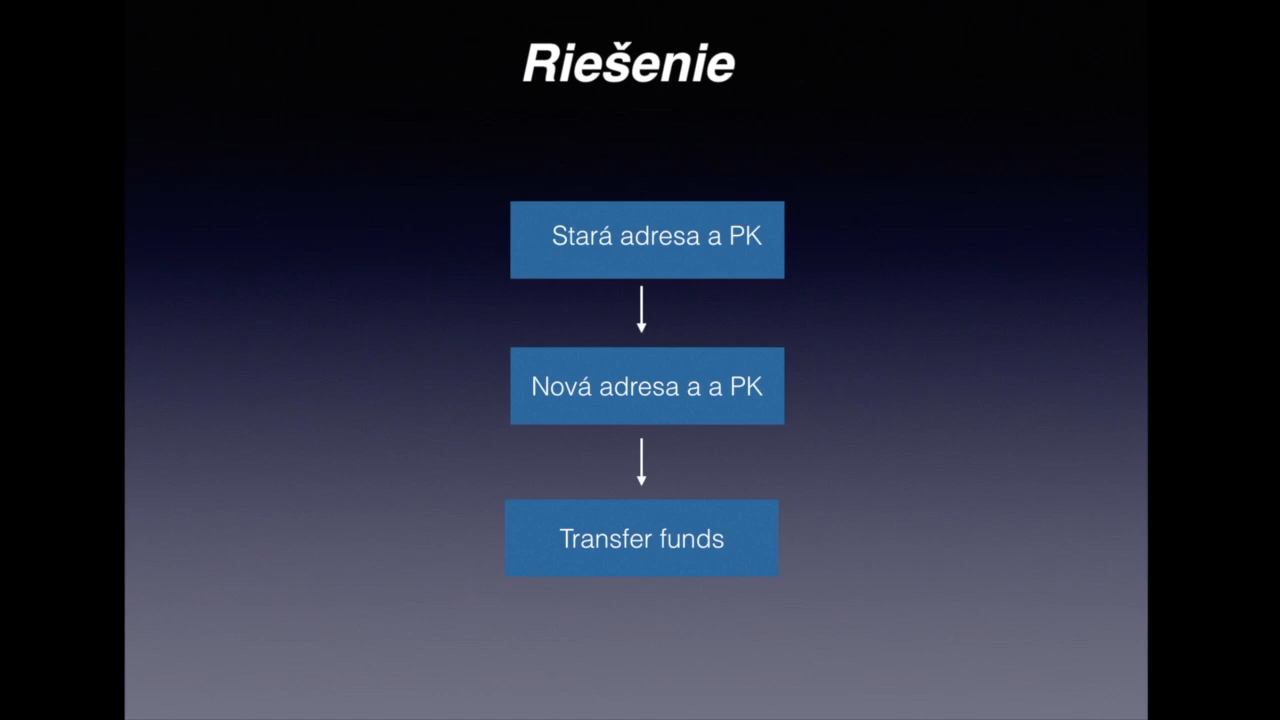 Riešenie
Stará adresa a PK
Nová adresa a a PK
Transfer funds